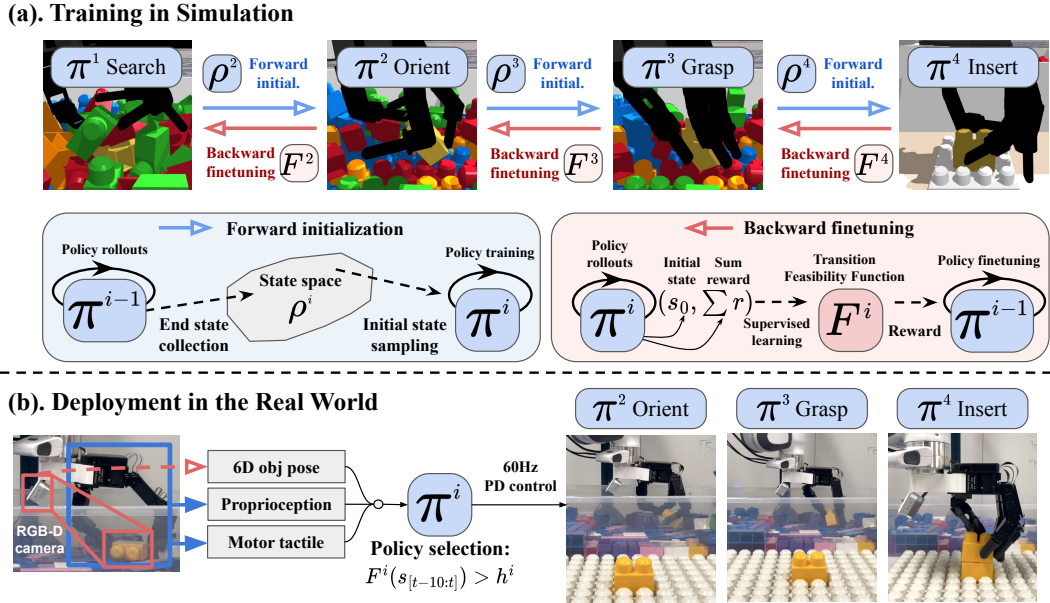 (a). Training in Simulation
π¹ Search
ρ²
Forward
initial.
Backward
finetuning
F²
π² Orient
ρ³
Forward
initial.
Backward
finetuning
F³
π³ Grasp
ρ⁴
Forward
initial.
Backward
finetuning
F⁴
π⁴ Insert
Forward initialization
Policy rollouts
πⁱ⁻¹
End state
collection
State space
ρⁱ
Initial state
sampling
Policy training
πⁱ
Backward finetuning
Policy
rollouts
πⁱ
Initial
state
Sum
reward
(s₀, ∑ r)
Supervised
learning
Transition
Feasibility Function
Fⁱ
Reward
Policy finetuning
πⁱ⁻¹
(b). Deployment in the Real World
RGB-D
camera
6D obj pose
Proprioception
Motor tactile
πⁱ
Policy selection:
Fⁱ(s[t−10:t]) > hⁱ
60Hz
PD control
π² Orient
π³ Grasp
π⁴ Insert